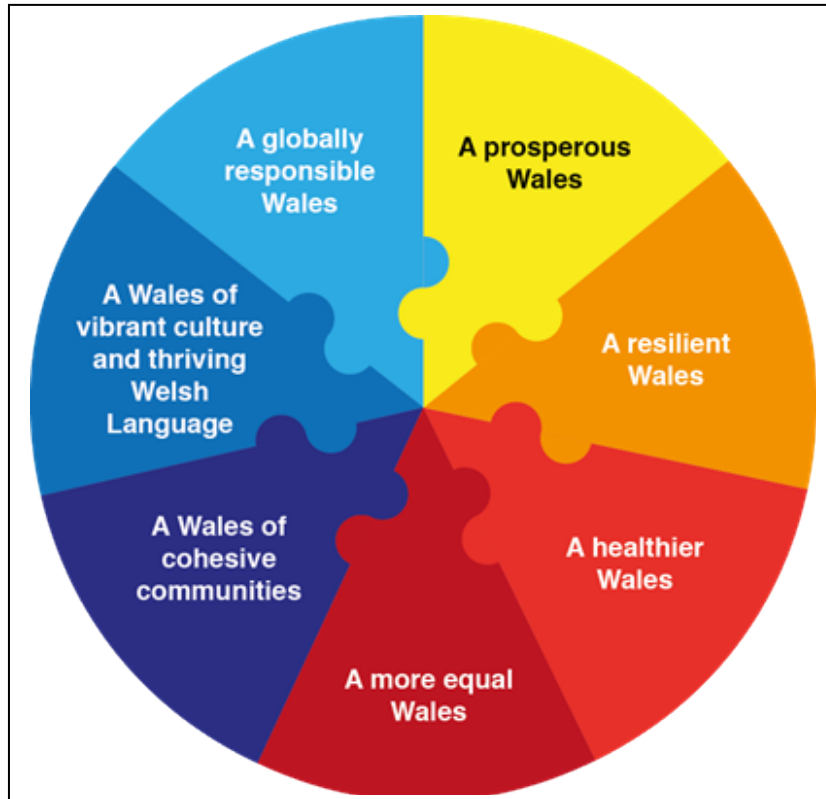 A prosperous
Wales
A resilient
Wales
A healthier
Wales
A more equal
Wales
A Wales of
cohesive
communities
A Wales of
vibrant culture
and thriving
Welsh
Language
A globally
responsible
Wales